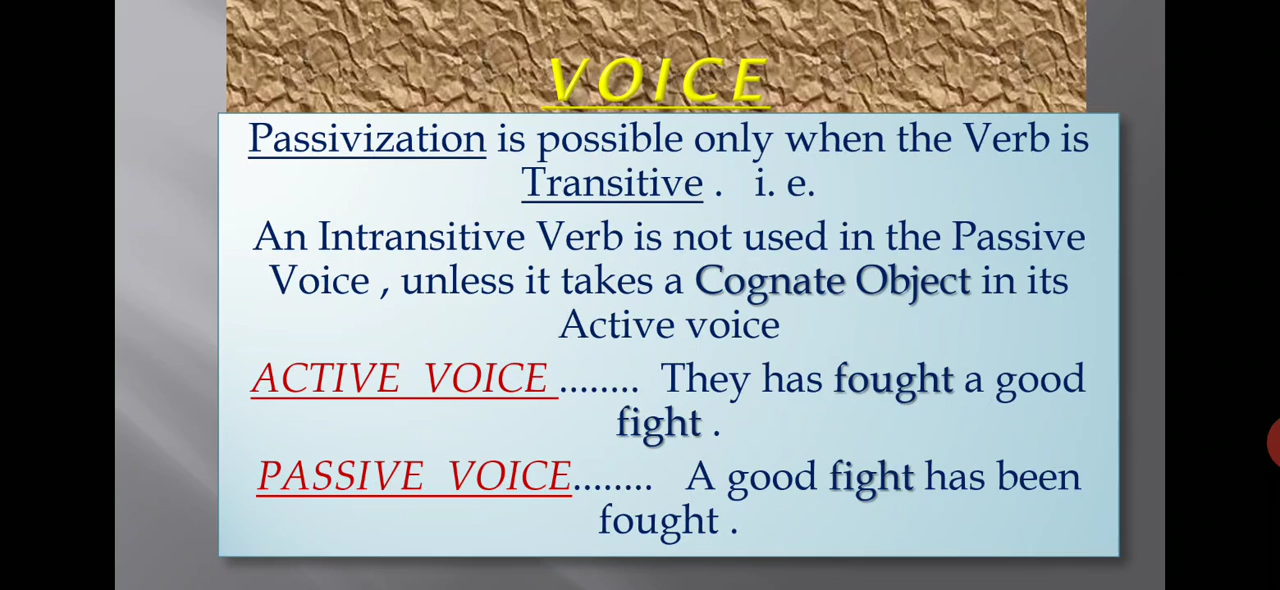 VOICE
Passivization is possible only when the Verb is
Transitive . i. e.
An Intransitive Verb is not used in the Passive
Voice , unless it takes a Cognate Object in its
Active voice
ACTIVE VOICE ........ They has fought a good
fight .
PASSIVE VOICE........ A good fight has been
fought .